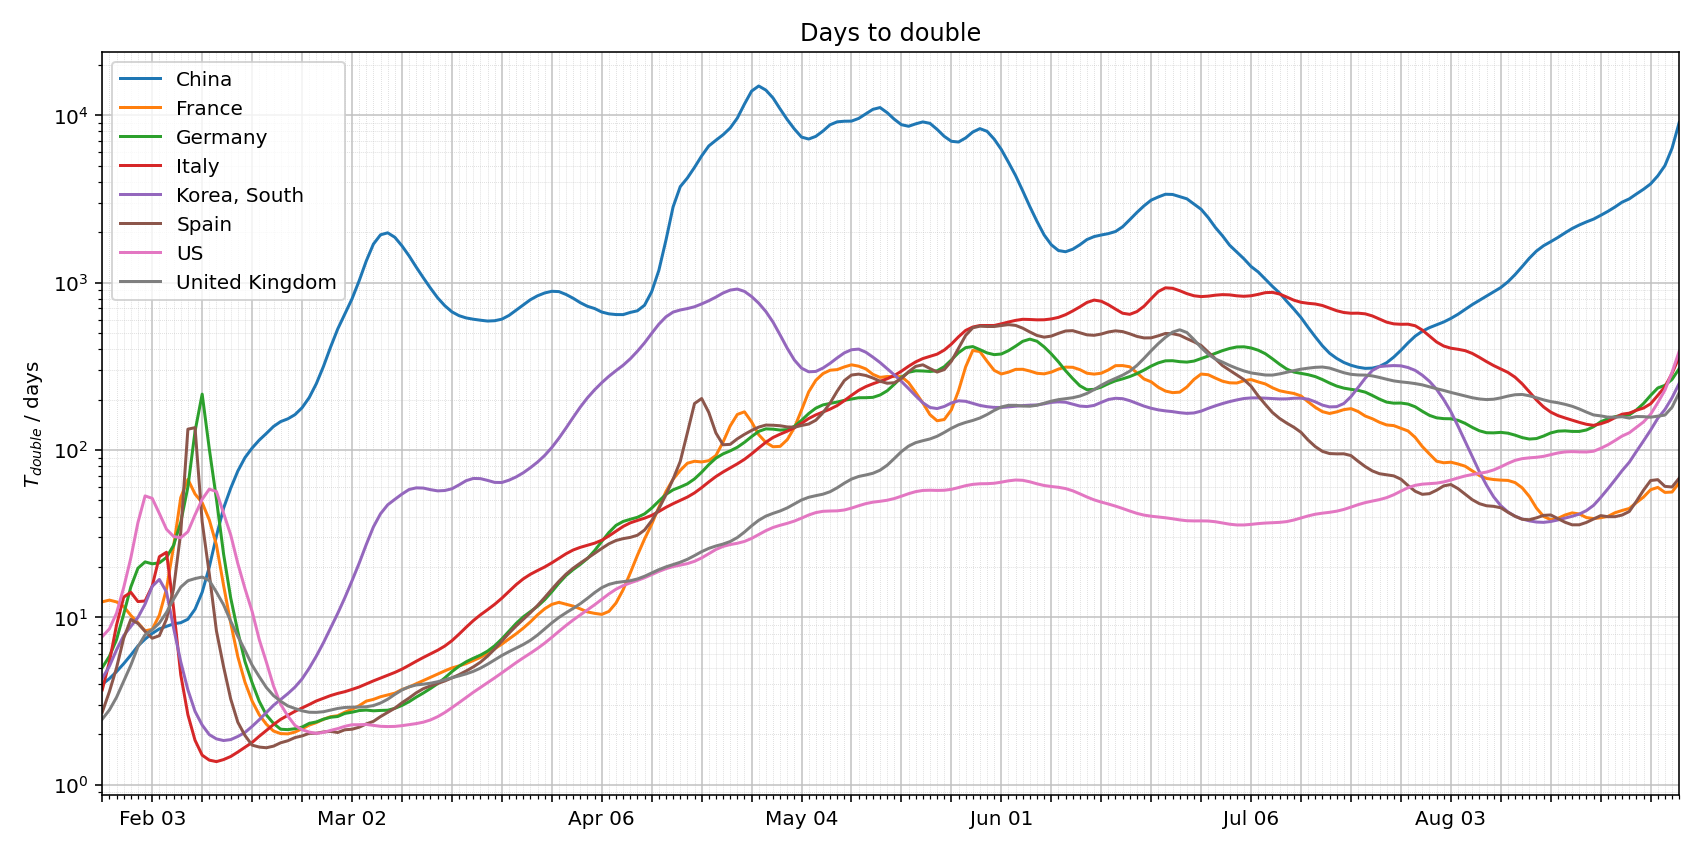 Days to double
China
France
Germany
Italy
Korea, South
Spain
US
United Kingdom
T_double / days
10⁴
10³
10²
10¹
10⁰
Feb 03
Mar 02
Apr 06
May 04
Jun 01
Jul 06
Aug 03